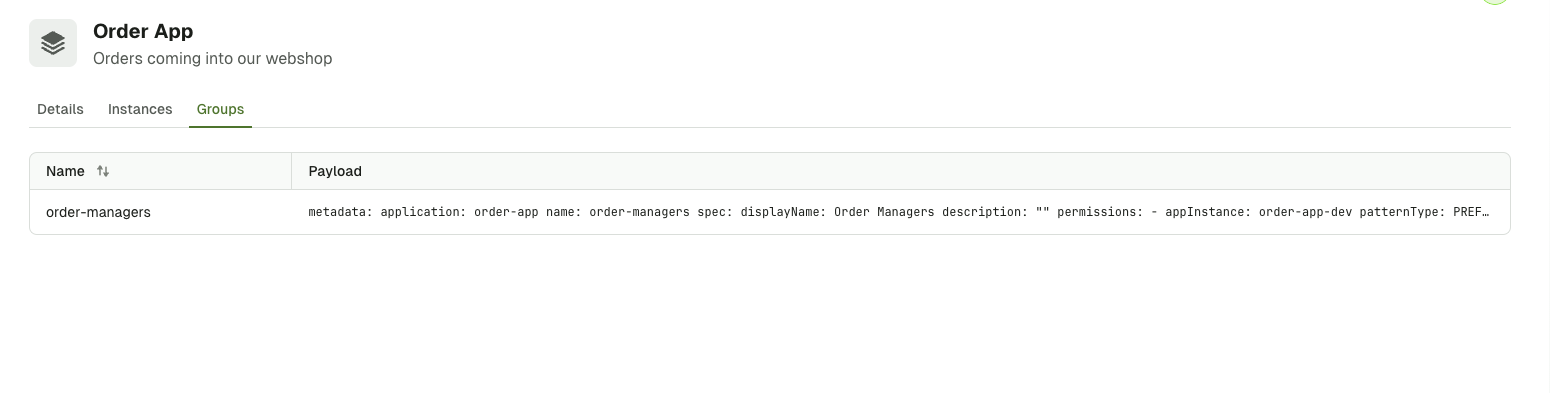 Order App
Orders coming into our webshop
Details Instances Groups
Name Payload
order-managers metadata: application: order-app name: order-managers spec: displayName: Order Managers description: "" permissions: - appInstance: order-app-dev patternType: PREF…